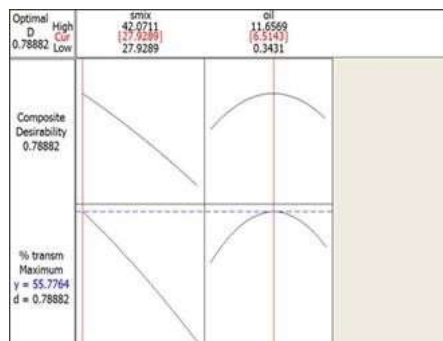 Optimal
D
0.78882
High
Cur
Low
smix
42.0711
[27.9289]
27.9289
oil
11.6569
[6.5143]
0.3431
Composite
Desirability
0.78882
% transm
Maximum
y = 55.7764
d = 0.78882